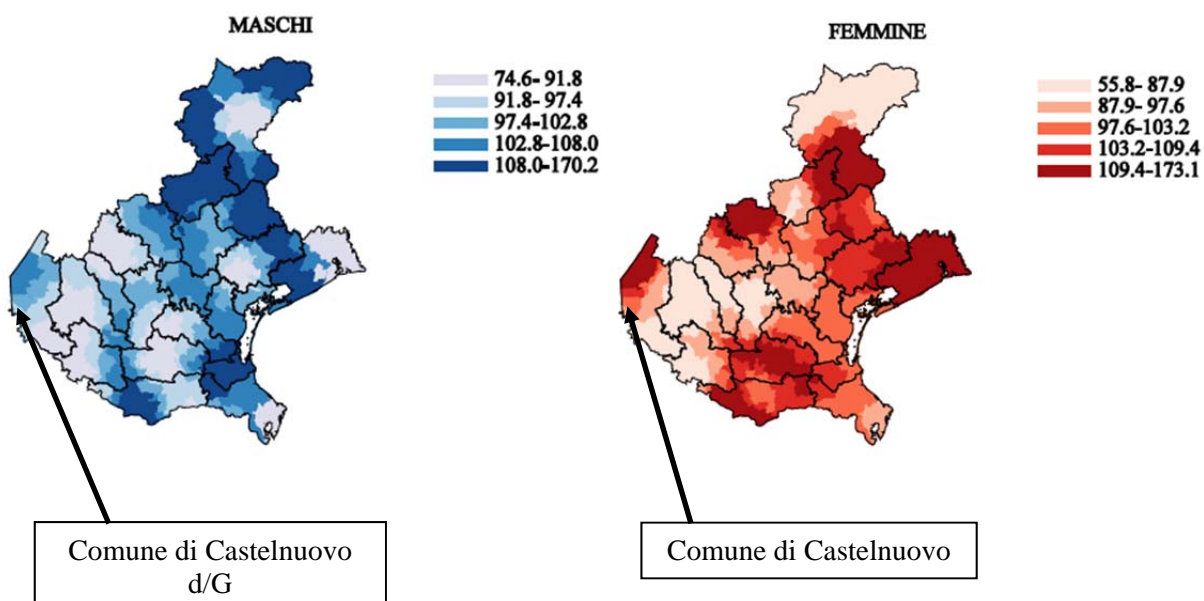 MASCHI
74.6- 91.8
91.8- 97.4
97.4-102.8
102.8-108.0
108.0-170.2
Comune di Castelnuovo
d/G
FEMMINE
55.8- 87.9
87.9- 97.6
97.6-103.2
103.2-109.4
109.4-173.1
Comune di Castelnuovo